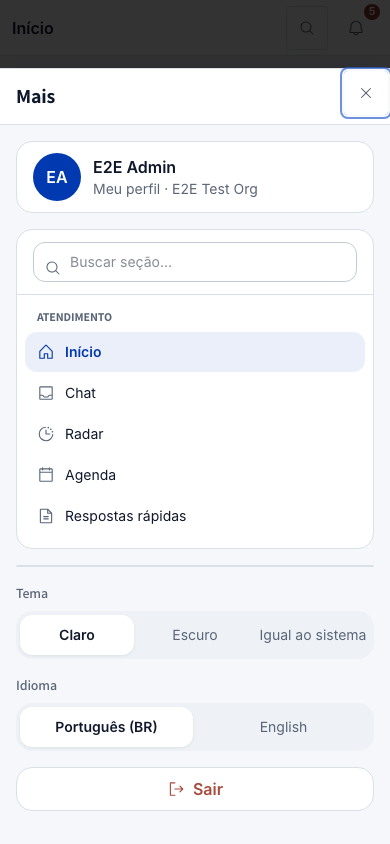 Início
5
Mais
EA
E2E Admin
Meu perfil · E2E Test Org
Buscar seção...
ATENDIMENTO
Início
Chat
Radar
Agenda
Respostas rápidas
Tema
Claro
Escuro
Igual ao sistema
Idioma
Português (BR)
English
Sair